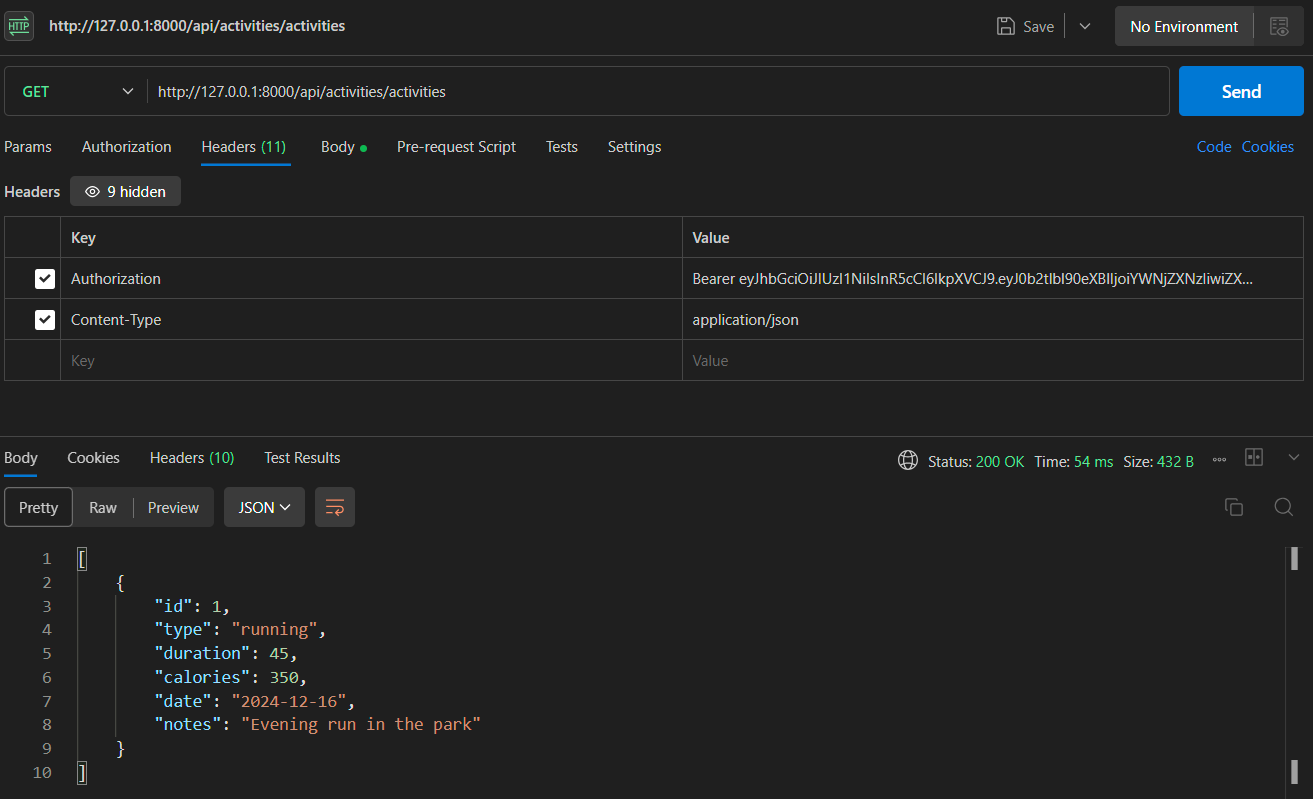 HTTP http://127.0.0.1:8000/api/activities/activities Save No Environment
GET http://127.0.0.1:8000/api/activities/activities Send
Params Authorization Headers (11) Body Pre-request Script Tests Settings Code Cookies
Headers 9 hidden
Key Value
Authorization Bearer eyJhbGciOiJIUzI1NiIsInR5cCI6IkpXVCJ9.eyJ0b2tlbl90eXBlIjoiYWNjZXNzIiwiZX...
Content-Type application/json
Key Value
Body Cookies Headers (10) Test Results Status: 200 OK Time: 54 ms Size: 432 B
Pretty Raw Preview JSON
1 [
2 {
3 "id": 1,
4 "type": "running",
5 "duration": 45,
6 "calories": 350,
7 "date": "2024-12-16",
8 "notes": "Evening run in the park"
9 }
10 ]